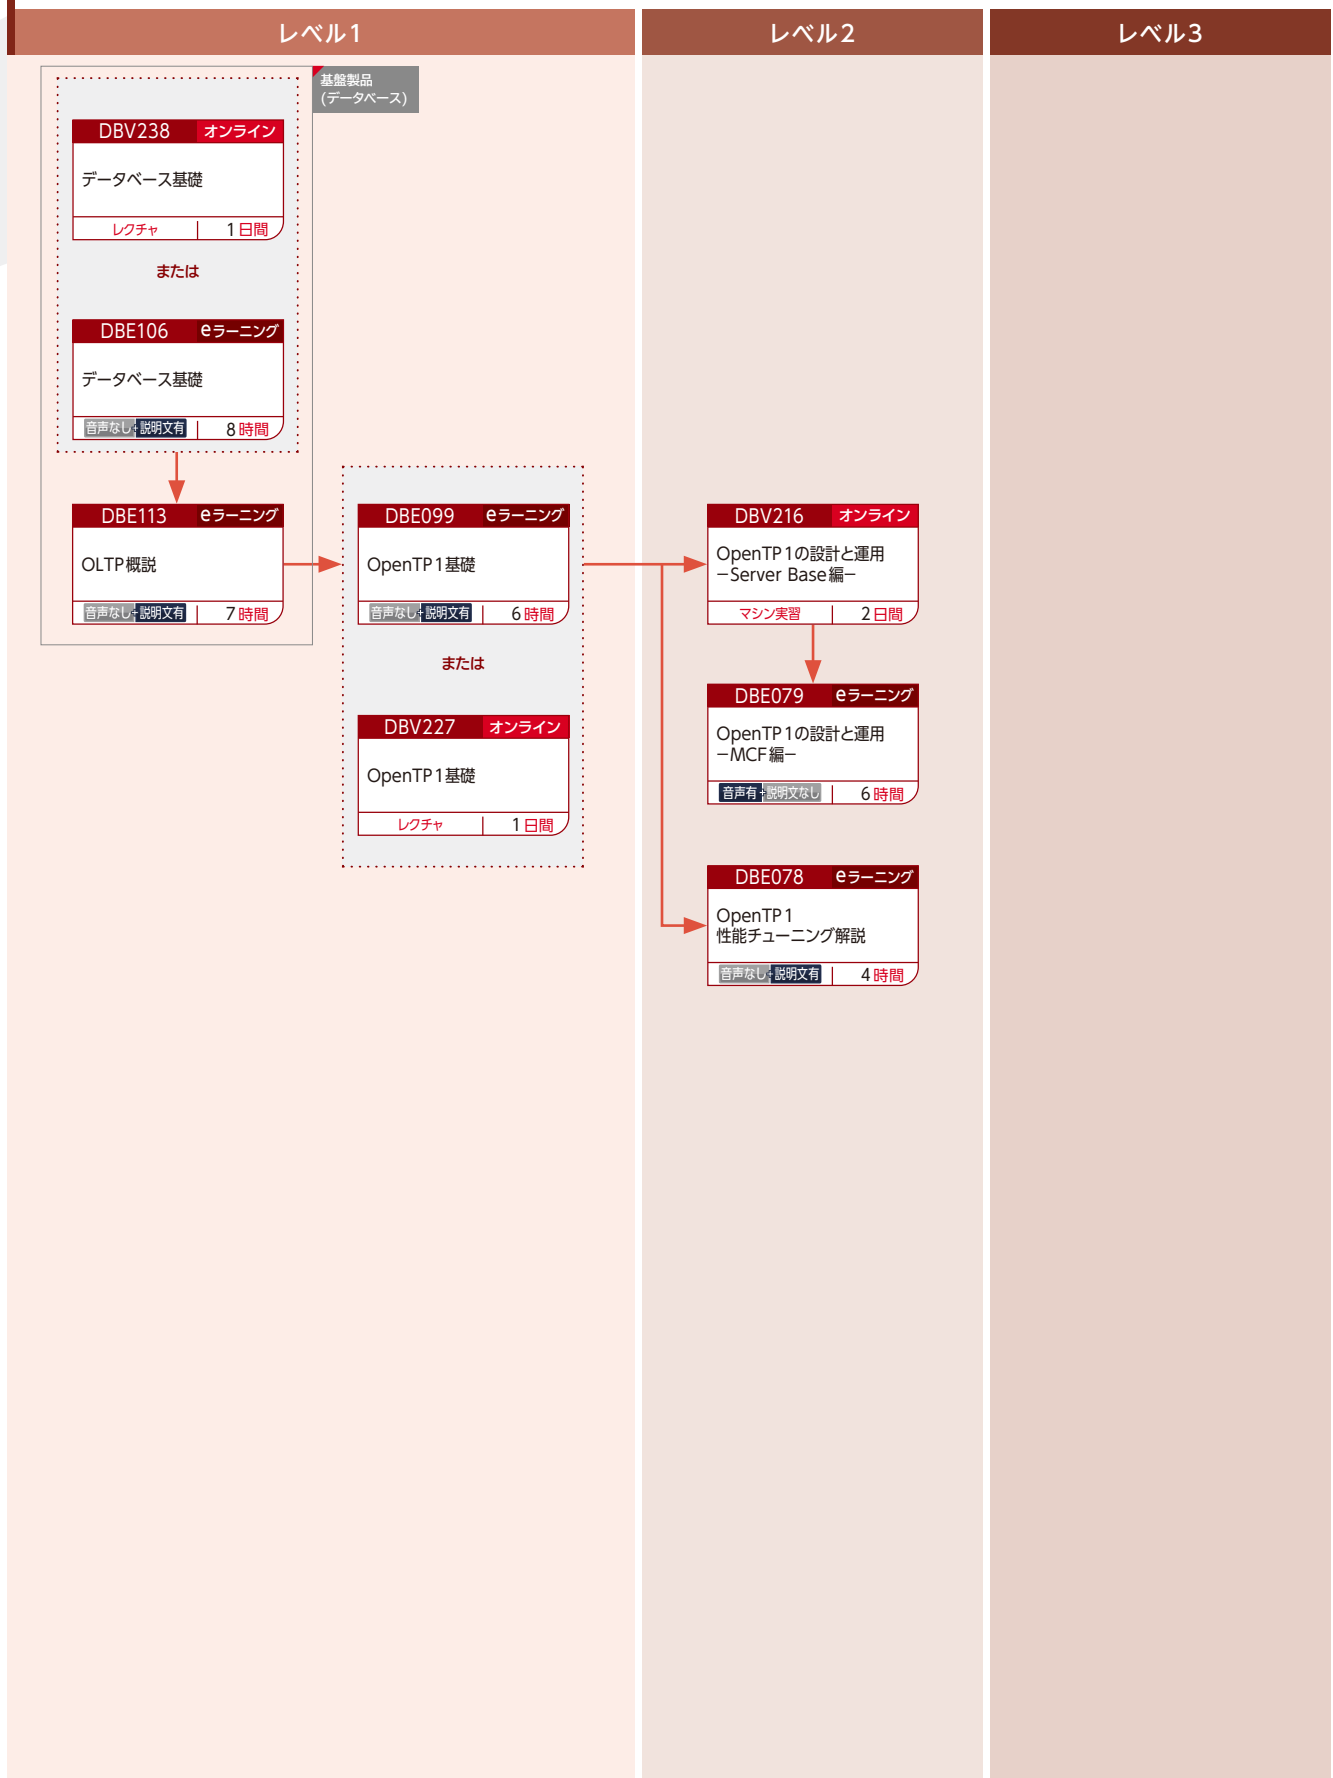 レベル1
レベル2
レベル3
基盤製品
(データベース)
DBV238 オンライン
データベース基礎
レクチャ 1日間
または
DBE106 eラーニング
データベース基礎
音声なし+説明文有 8時間
DBE113 eラーニング
OLTP概説
音声なし+説明文有 7時間
DBE099 eラーニング
OpenTP1基礎
音声なし+説明文有 6時間
または
DBV227 オンライン
OpenTP1基礎
レクチャ 1日間
DBV216 オンライン
OpenTP1の設計と運用
−Server Base編−
マシン実習 2日間
DBE079 eラーニング
OpenTP1の設計と運用
−MCF編−
音声有+説明文なし 6時間
DBE078 eラーニング
OpenTP1
性能チューニング解説
音声なし+説明文有 4時間